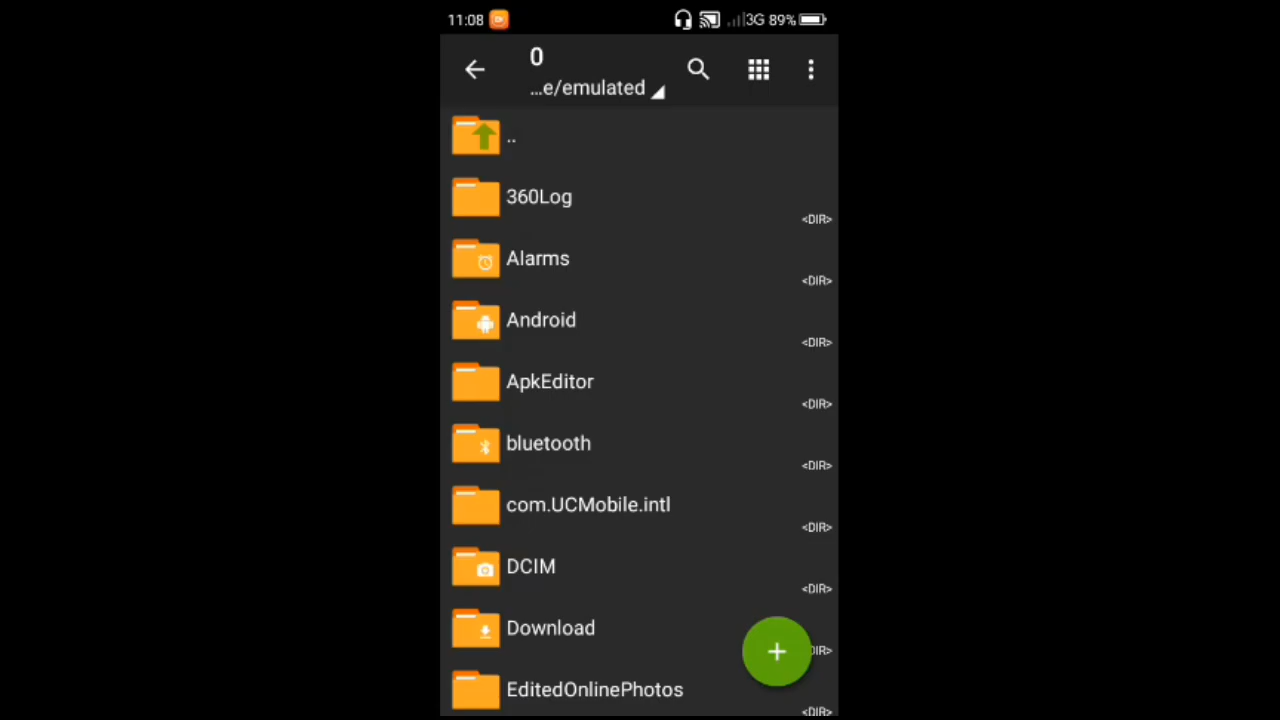 11:08 3G 89%
0
...e/emulated
..
360Log
<DIR>
Alarms
<DIR>
Android
<DIR>
ApkEditor
<DIR>
bluetooth
<DIR>
com.UCMobile.intl
<DIR>
DCIM
<DIR>
Download
DIR>
EditedOnlinePhotos
<DIR>